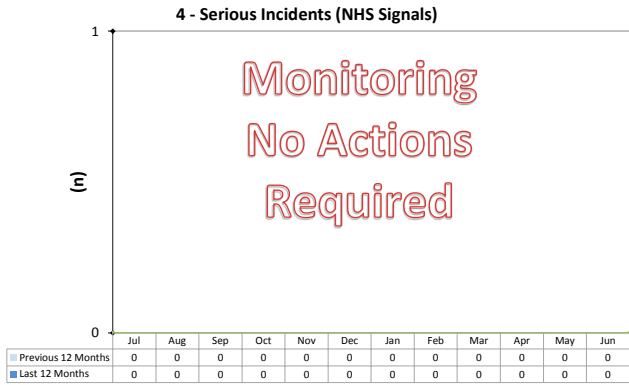 4 - Serious Incidents (NHS Signals)
1
Monitoring
No Actions
Required
(n)
0
Jul Aug Sep Oct Nov Dec Jan Feb Mar Apr May Jun
Previous 12 Months 0 0 0 0 0 0 0 0 0 0 0 0
Last 12 Months 0 0 0 0 0 0 0 0 0 0 0 0